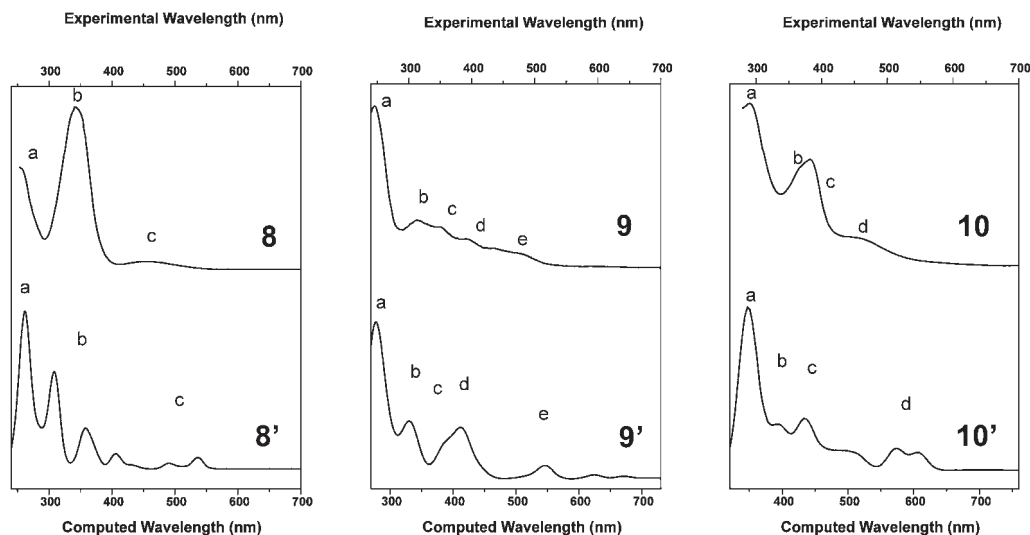 Experimental Wavelength (nm)
300 400 500 600 700
b
a
c
8
a
b
c
8'
300 400 500 600 700
Computed Wavelength (nm)
Experimental Wavelength (nm)
300 400 500 600 700
a
b c d e
9
a
b c d
e
9'
300 400 500 600 700
Computed Wavelength (nm)
Experimental Wavelength (nm)
300 400 500 600 700
a
b c
d
10
a
b c
d
10'
400 500 600 700
Computed Wavelength (nm)